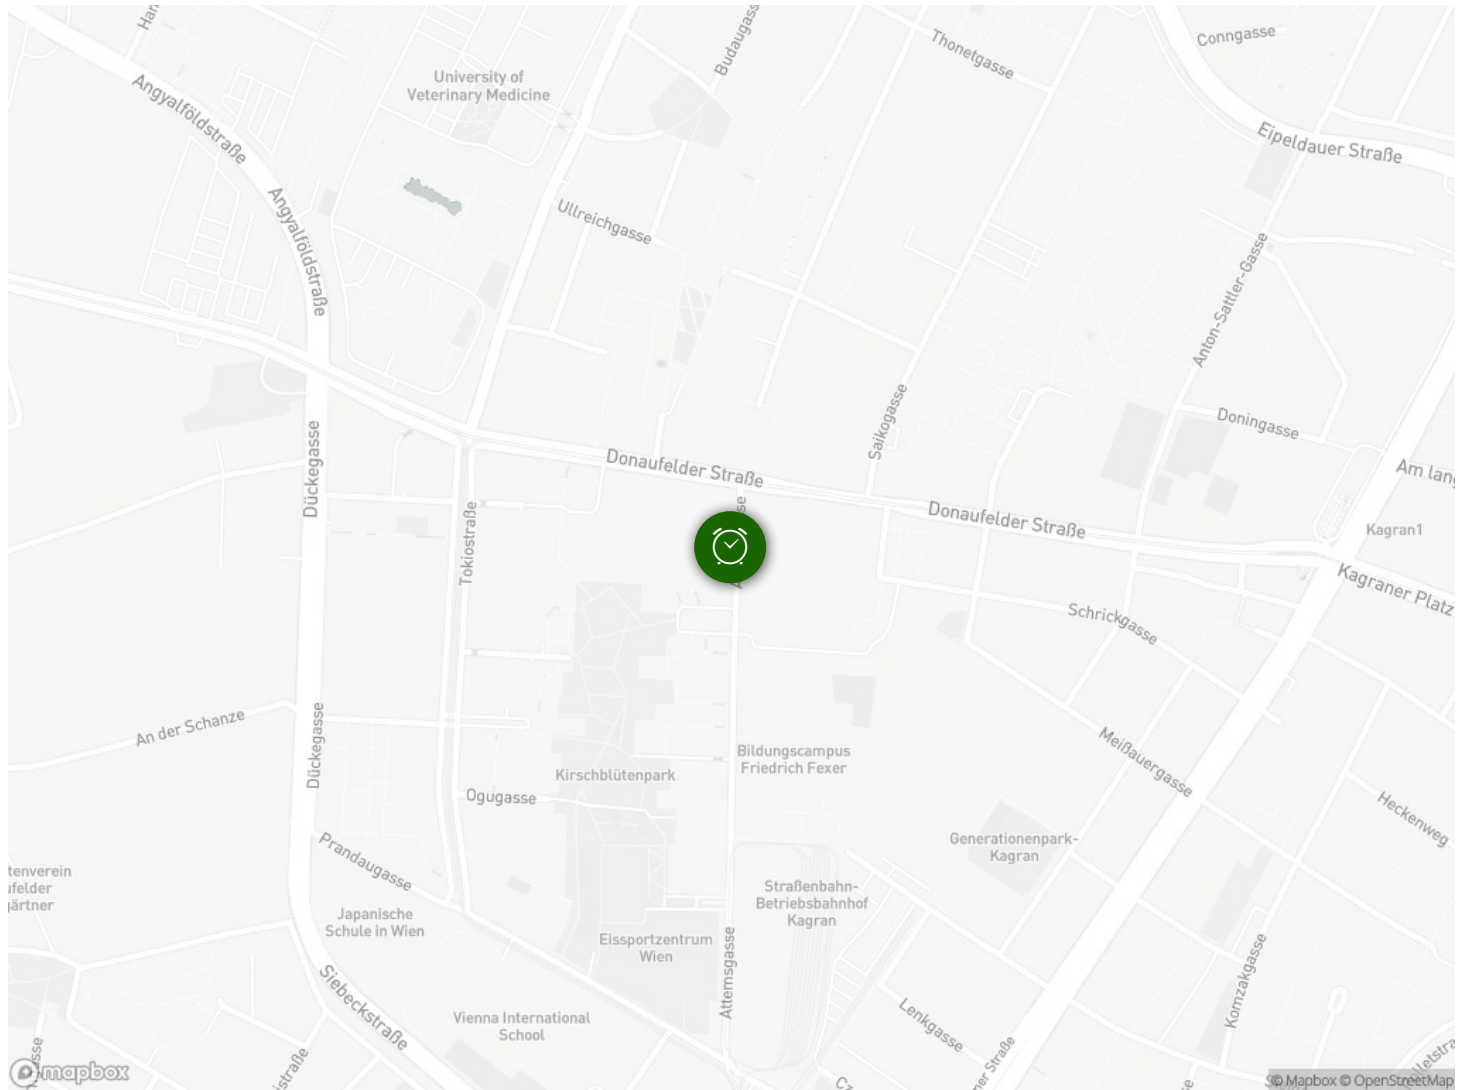 Conngasse
Thonetgasse
Budaugasse
University of
Veterinary Medicine
Angyalföldstraße
Eipeldauer Straße
Angyalföldstraße
Ullreichgasse
Anton-Sattler-Gasse
Saikogasse
Doningasse
Donaufelder Straße
Dückegasse
Donaufelder Straße
Kagran1
Tokiostraße
Kagraner Platz
Schrickgasse
An der Schanze
Dückegasse
Meißauergasse
Bildungscampus
Friedrich Fexer
Kirschblütenpark
Ogugasse
Heckenweg
Generationenpark-
Kagran
Prandaugasse
Straßenbahn-
Betriebsbahnhof
Kagran
Japanische
Schule in Wien
Eissportzentrum
Wien
Attemsgasse
Komzakgasse
Siebeckstraße
Vienna International
School
Lenkgasse
mapbox
© Mapbox © OpenStreetMap